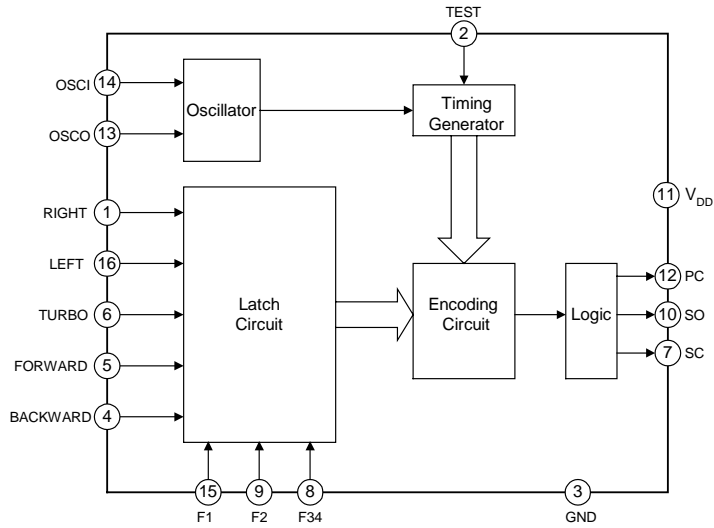 TEST
2
OSCI 14
Oscillator
Timing
Generator
OSCO 13
RIGHT 1
11 V_DD
LEFT 16
Latch
Circuit
Encoding
Circuit
Logic
12 PC
TURBO 6
10 SO
FORWARD 5
7 SC
BACKWARD 4
15 9 8 3
F1 F2 F34 GND